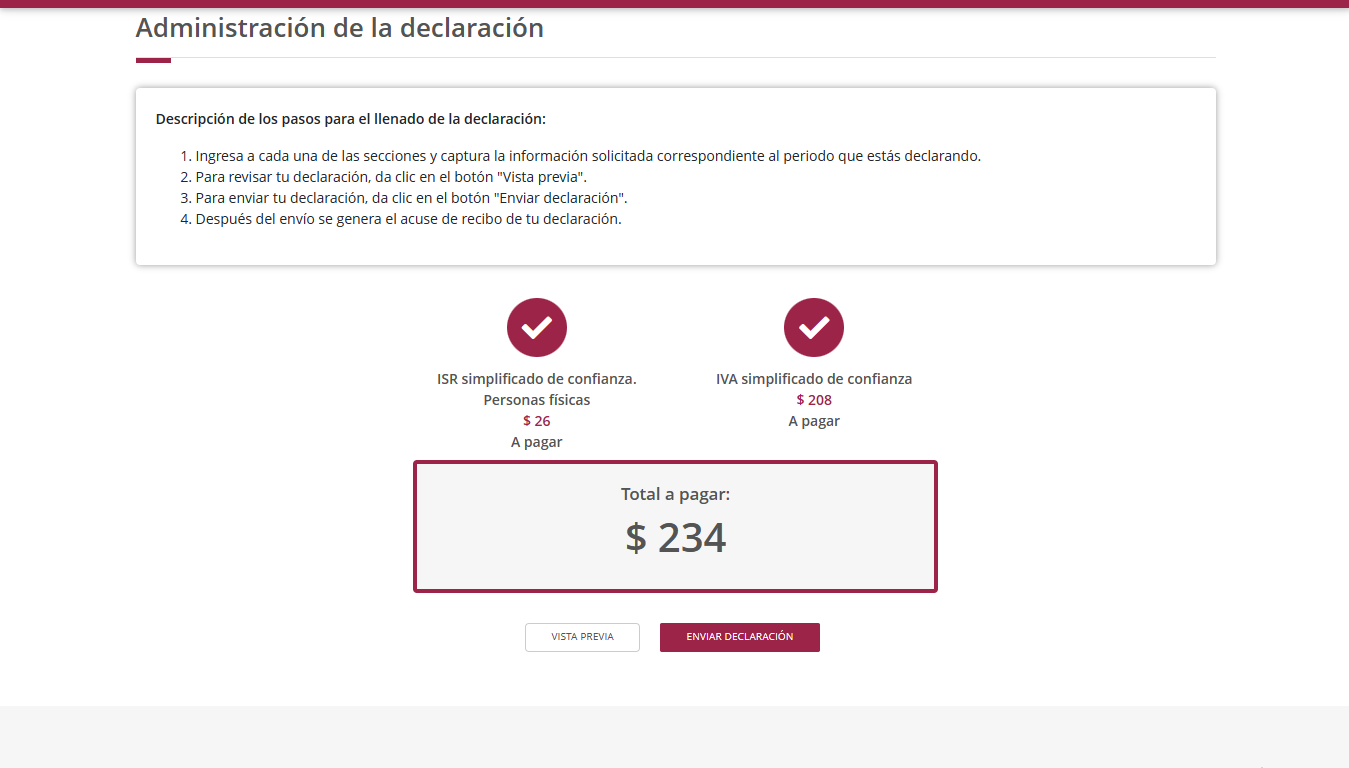 Administración de la declaración
Descripción de los pasos para el llenado de la declaración:
1. Ingresa a cada una de las secciones y captura la información solicitada correspondiente al periodo que estás declarando.
2. Para revisar tu declaración, da clic en el botón "Vista previa".
3. Para enviar tu declaración, da clic en el botón "Enviar declaración".
4. Después del envío se genera el acuse de recibo de tu declaración.
ISR simplificado de confianza.
Personas físicas
$ 26
A pagar
IVA simplificado de confianza
$ 208
A pagar
Total a pagar:
$ 234
VISTA PREVIA
ENVIAR DECLARACIÓN